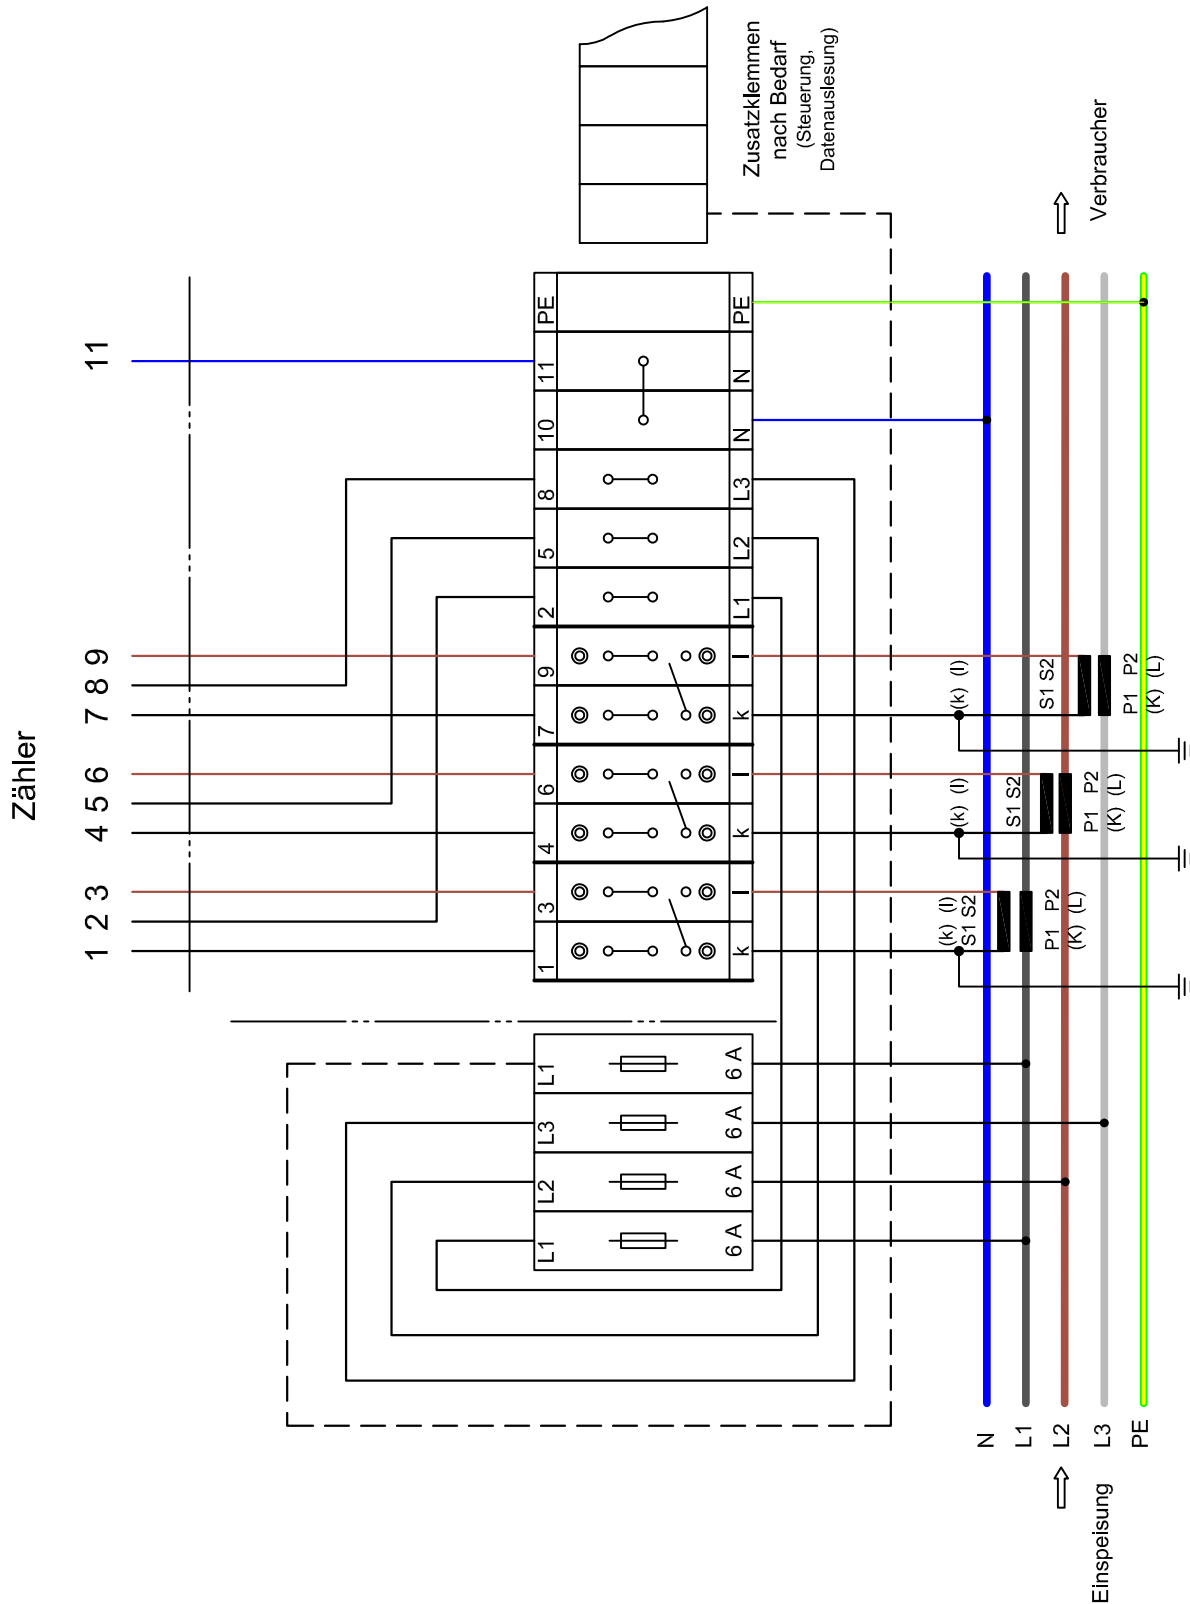 Zähler
1 2 3 4 5 6 7 8 9 11
1 3 4 6 7 9 2 5 8 10 11 PE
k l k l k l L1 L2 L3 N N PE
L1 L2 L3 L1
6 A 6 A 6 A 6 A
Zusatzklemmen
nach Bedarf
(Steuerung,
Datenauslesung)
(k) (l)
S1 S2
P1 P2
(K) (L)
(k) (l)
S1 S2
P1 P2
(K) (L)
(k) (l)
S1 S2
P1 P2
(K) (L)
N
L1
L2
L3
PE
Einspeisung
Verbraucher